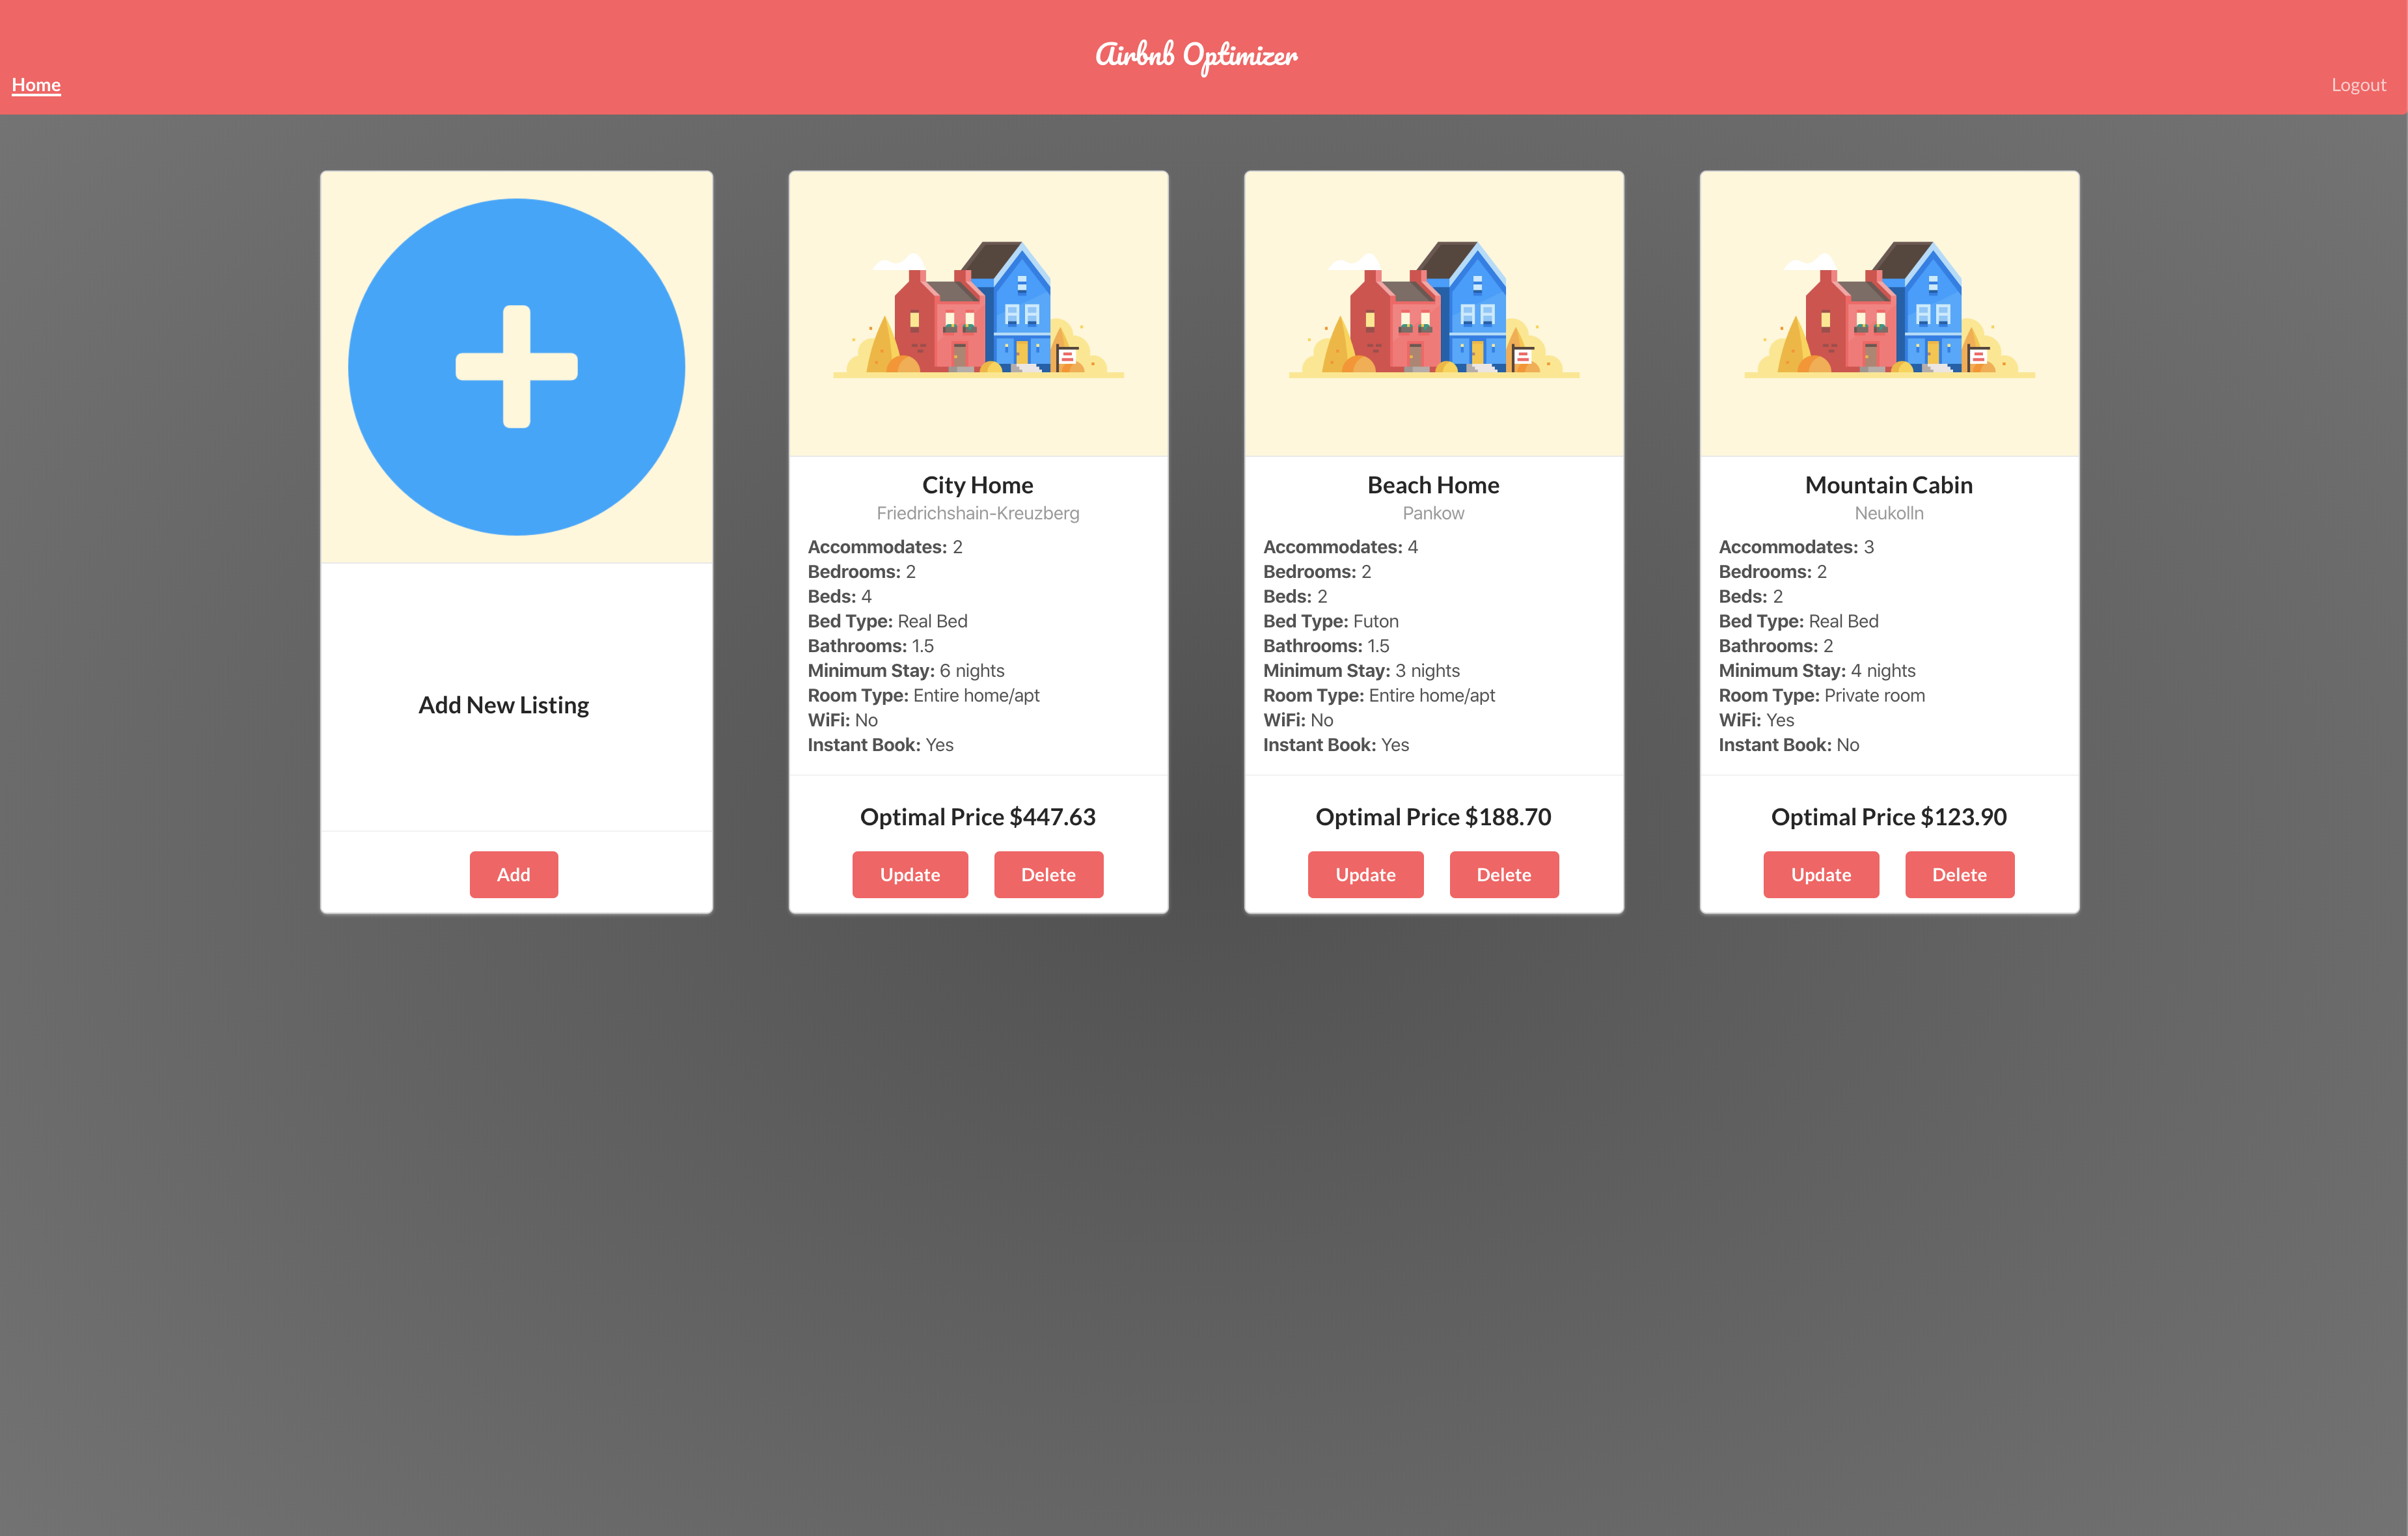 Airbnb Optimizer
Home
Logout
Add New Listing
Add
City Home
Friedrichshain-Kreuzberg
Accommodates: 2
Bedrooms: 2
Beds: 4
Bed Type: Real Bed
Bathrooms: 1.5
Minimum Stay: 6 nights
Room Type: Entire home/apt
WiFi: No
Instant Book: Yes
Optimal Price $447.63
Update
Delete
Beach Home
Pankow
Accommodates: 4
Bedrooms: 2
Beds: 2
Bed Type: Futon
Bathrooms: 1.5
Minimum Stay: 3 nights
Room Type: Entire home/apt
WiFi: No
Instant Book: Yes
Optimal Price $188.70
Update
Delete
Mountain Cabin
Neukolln
Accommodates: 3
Bedrooms: 2
Beds: 2
Bed Type: Real Bed
Bathrooms: 2
Minimum Stay: 4 nights
Room Type: Private room
WiFi: Yes
Instant Book: No
Optimal Price $123.90
Update
Delete